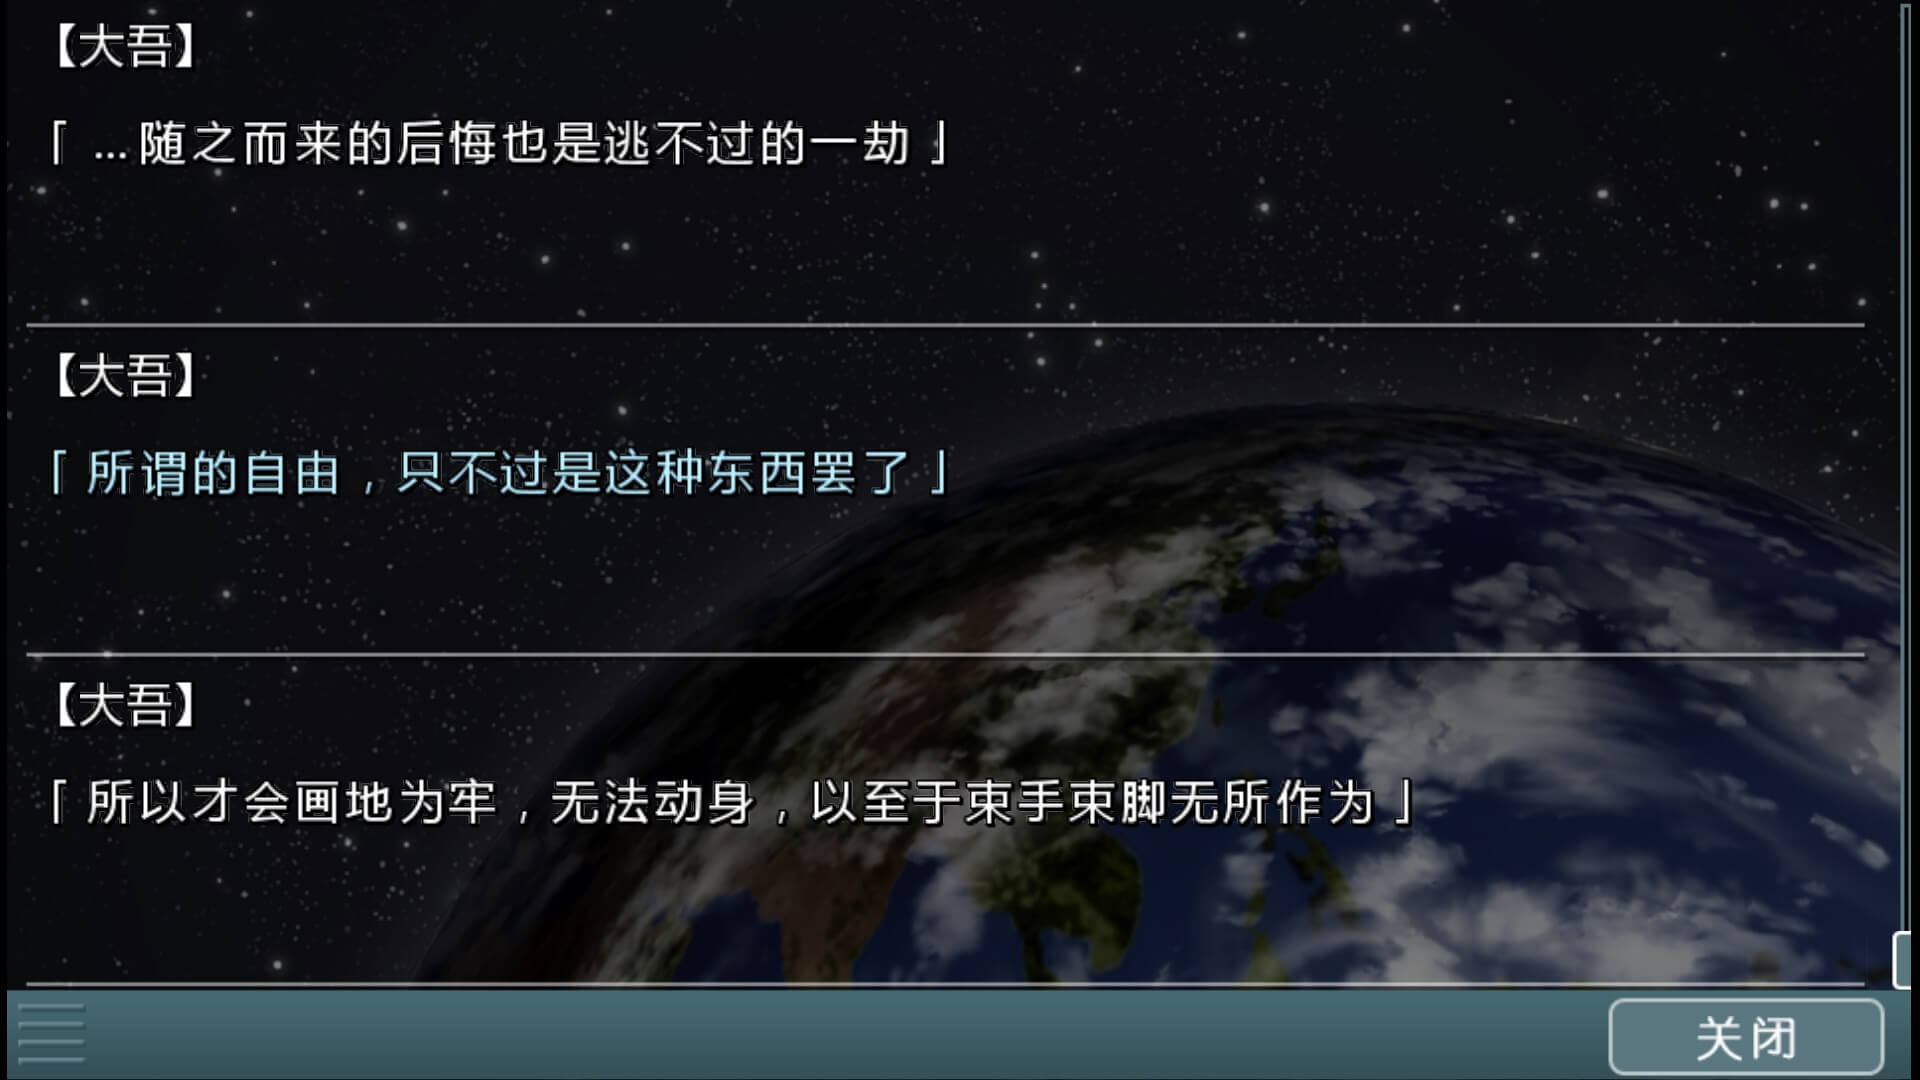 【大吾】
「…随之而来的后悔也是逃不过的一劫」
【大吾】
「所谓的自由，只不过是这种东西罢了」
【大吾】
「所以才会画地为牢，无法动身，以至于束手束脚无所作为」
关闭